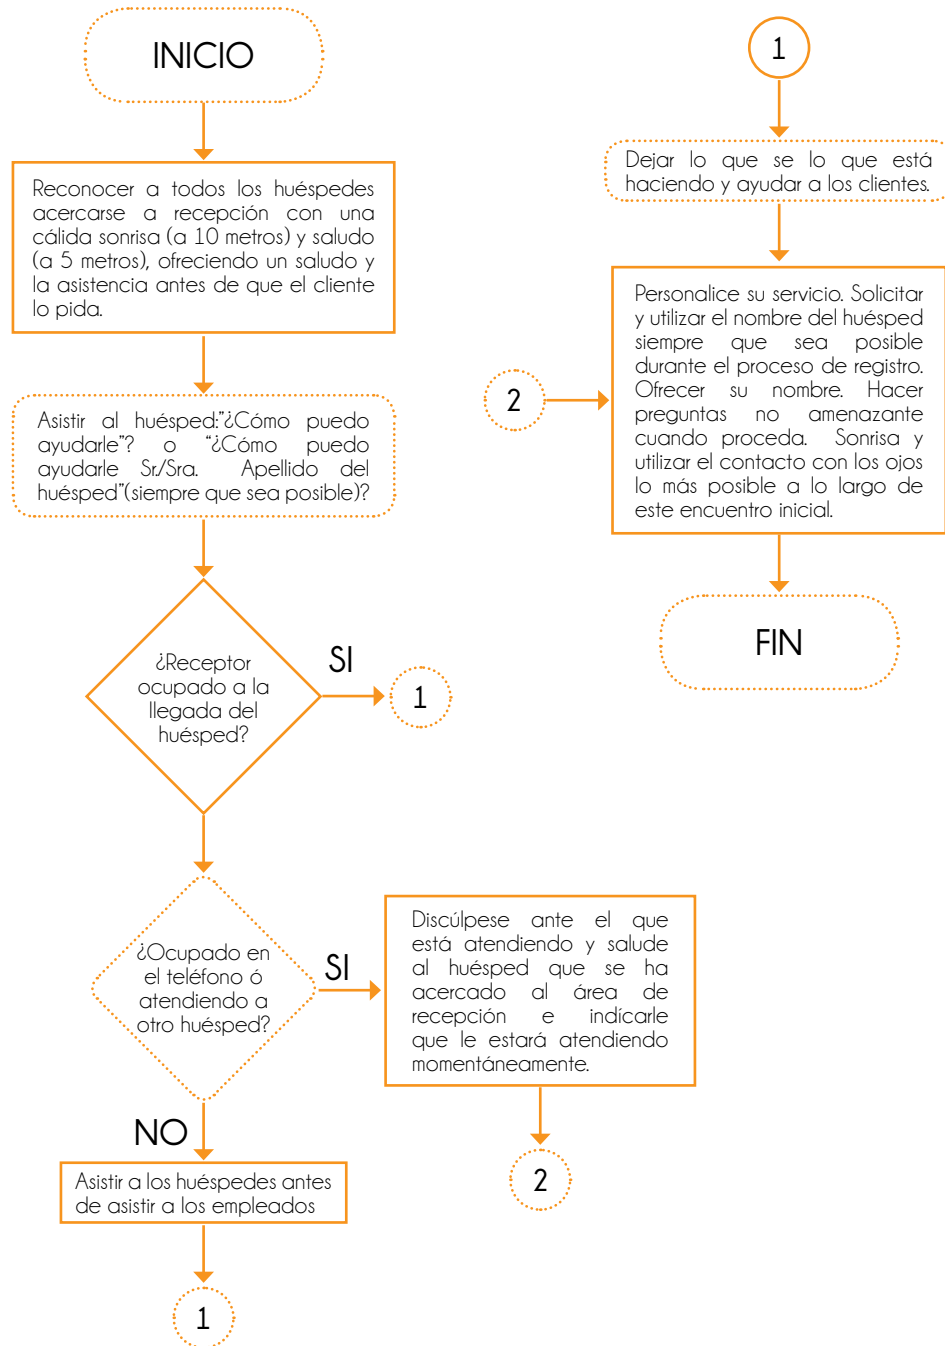 INICIO
Reconocer a todos los huéspedes
acercarse a recepción con una
cálida sonrisa (a 10 metros) y saludo
(a 5 metros), ofreciendo un saludo y
la asistencia antes de que el cliente
lo pida.
Asistir al huésped:"¿Cómo puedo
ayudarle"? o "¿Cómo puedo
ayudarle Sr./Sra. Apellido del
huésped"(siempre que sea posible)?
¿Receptor
ocupado a la
llegada del
huésped?
SI
1
¿Ocupado en
el teléfono ó
atendiendo a
otro huésped?
SI
Discúlpese ante el que
está atendiendo y salude
al huésped que se ha
acercado al área de
recepción e indícarle
que le estará atendiendo
momentáneamente.
2
NO
Asistir a los huéspedes antes
de asistir a los empleados
1
1
Dejar lo que se lo que está
haciendo y ayudar a los clientes.
2
Personalice su servicio. Solicitar
y utilizar el nombre del huésped
siempre que sea posible
durante el proceso de registro.
Ofrecer su nombre. Hacer
preguntas no amenazante
cuando proceda. Sonrisa y
utilizar el contacto con los ojos
lo más posible a lo largo de
este encuentro inicial.
FIN